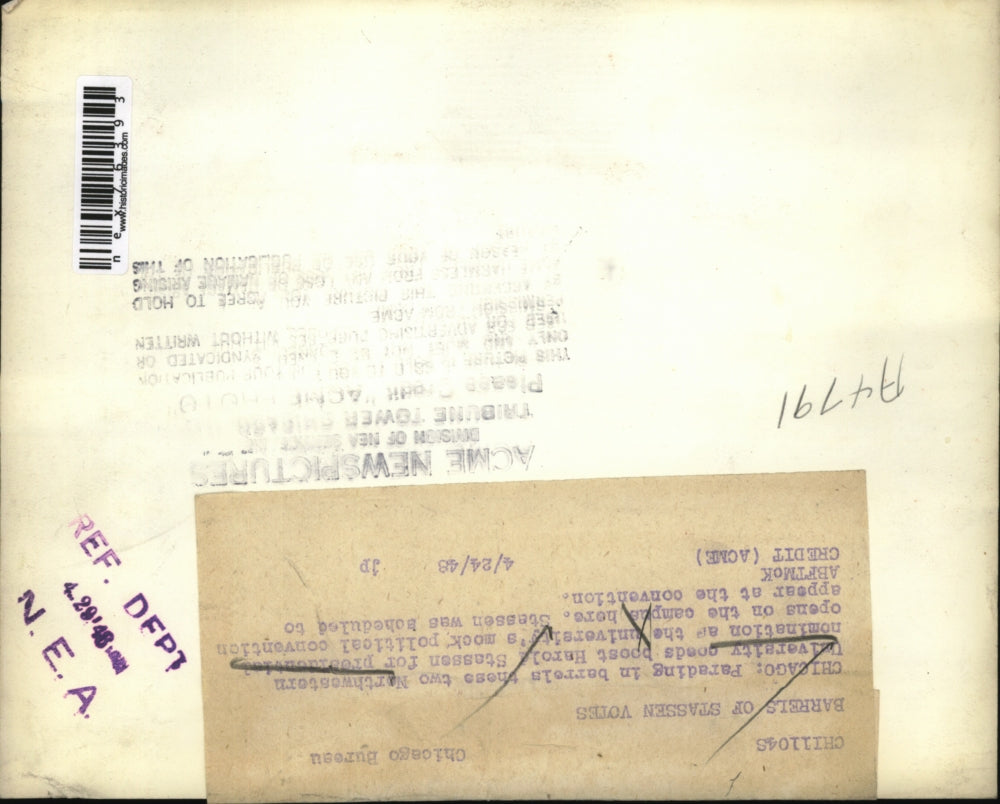 CHI11048 Chicago Bureau
BARRELS OF STASSEN VOTES
CHICAGO: Parading in barrels these two Northwestern
University coeds boost Harold Stassen for presidential
nomination as the university's mock political convention
opens on the campus here. Stassen was scheduled to
appear at the convention.
ABFTMCK
CREDIT (ACME) 4/24/48 jp
ACME NEWSPICTURES
DIVISION OF NEA SERVICE
TRIBUNE TOWER CHICAGO
Please Credit "ACME PHOTO"
THIS PICTURE IS SOLD TO YOU FOR YOUR PUBLICATION
ONLY AND MUST NOT BE LOANED, SYNDICATED OR
USED FOR ADVERTISING PURPOSES WITHOUT WRITTEN
PERMISSION FROM ACME
BY ACCEPTING THIS PICTURE YOU AGREE TO HOLD
ACME HARMLESS FROM ANY LOSS OR DAMAGE ARISING
REASON OF YOUR USE OR PUBLICATION OF THIS
PICTURE
A4791
REF. DEPT
4-29-48
N. E. A.
nex76393
www.historicimages.com